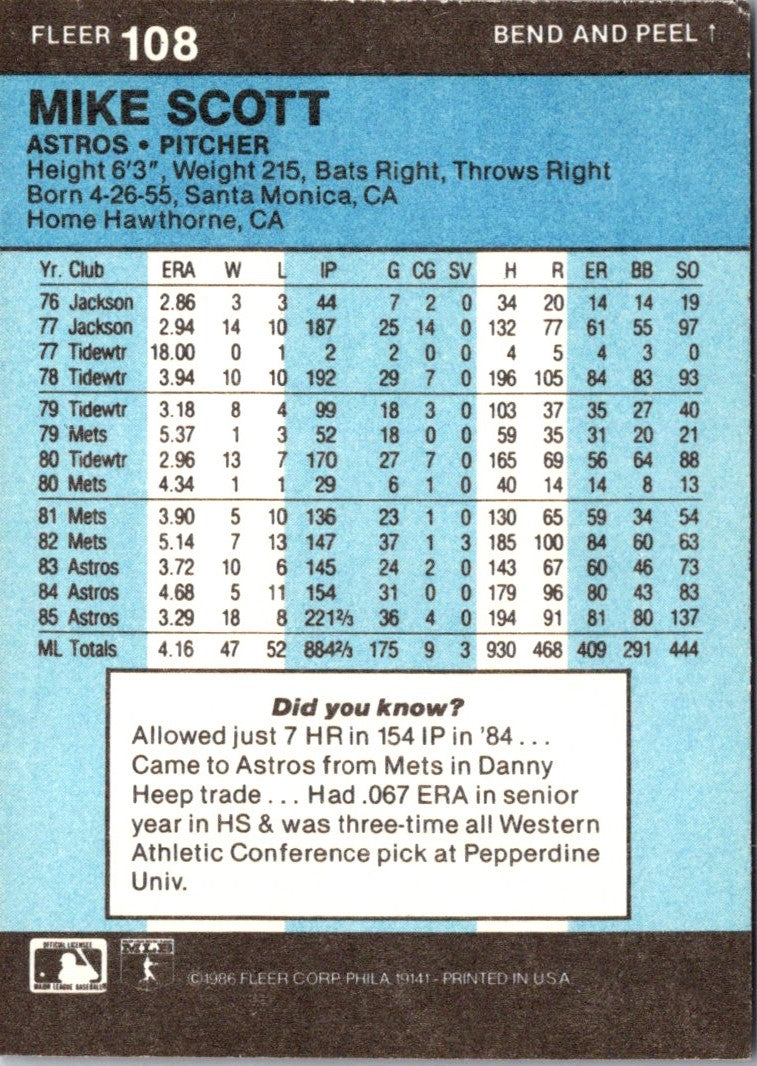 FLEER 108 BEND AND PEEL ↑
MIKE SCOTT
ASTROS • PITCHER
Height 6'3", Weight 215, Bats Right, Throws Right
Born 4-26-55, Santa Monica, CA
Home Hawthorne, CA
Yr. Club ERA W L IP G CG SV H R ER BB SO
76 Jackson 2.86 3 3 44 7 2 0 34 20 14 14 19
77 Jackson 2.94 14 10 187 25 14 0 132 77 61 55 97
77 Tidewtr 18.00 0 1 2 2 0 0 4 5 4 3 0
78 Tidewtr 3.94 10 10 192 29 7 0 196 105 84 83 93
79 Tidewtr 3.18 8 4 99 18 3 0 103 37 35 27 40
79 Mets 5.37 1 3 52 18 0 0 59 35 31 20 21
80 Tidewtr 2.96 13 7 170 27 7 0 165 69 56 64 88
80 Mets 4.34 1 1 29 6 1 0 40 14 14 8 13
81 Mets 3.90 5 10 136 23 1 0 130 65 59 34 54
82 Mets 5.14 7 13 147 37 1 3 185 100 84 60 63
83 Astros 3.72 10 6 145 24 2 0 143 67 60 46 73
84 Astros 4.68 5 11 154 31 0 0 179 96 80 43 83
85 Astros 3.29 18 8 221⅔ 36 4 0 194 91 81 80 137
ML Totals 4.16 47 52 884⅔ 175 9 3 930 468 409 291 444
Did you know?
Allowed just 7 HR in 154 IP in '84 . . .
Came to Astros from Mets in Danny
Heep trade . . . Had .067 ERA in senior
year in HS & was three-time all Western
Athletic Conference pick at Pepperdine
Univ.
OFFICIAL LICENSEE
MAJOR LEAGUE BASEBALL
©1986 FLEER CORP. PHILA. 19141 - PRINTED IN U.S.A.